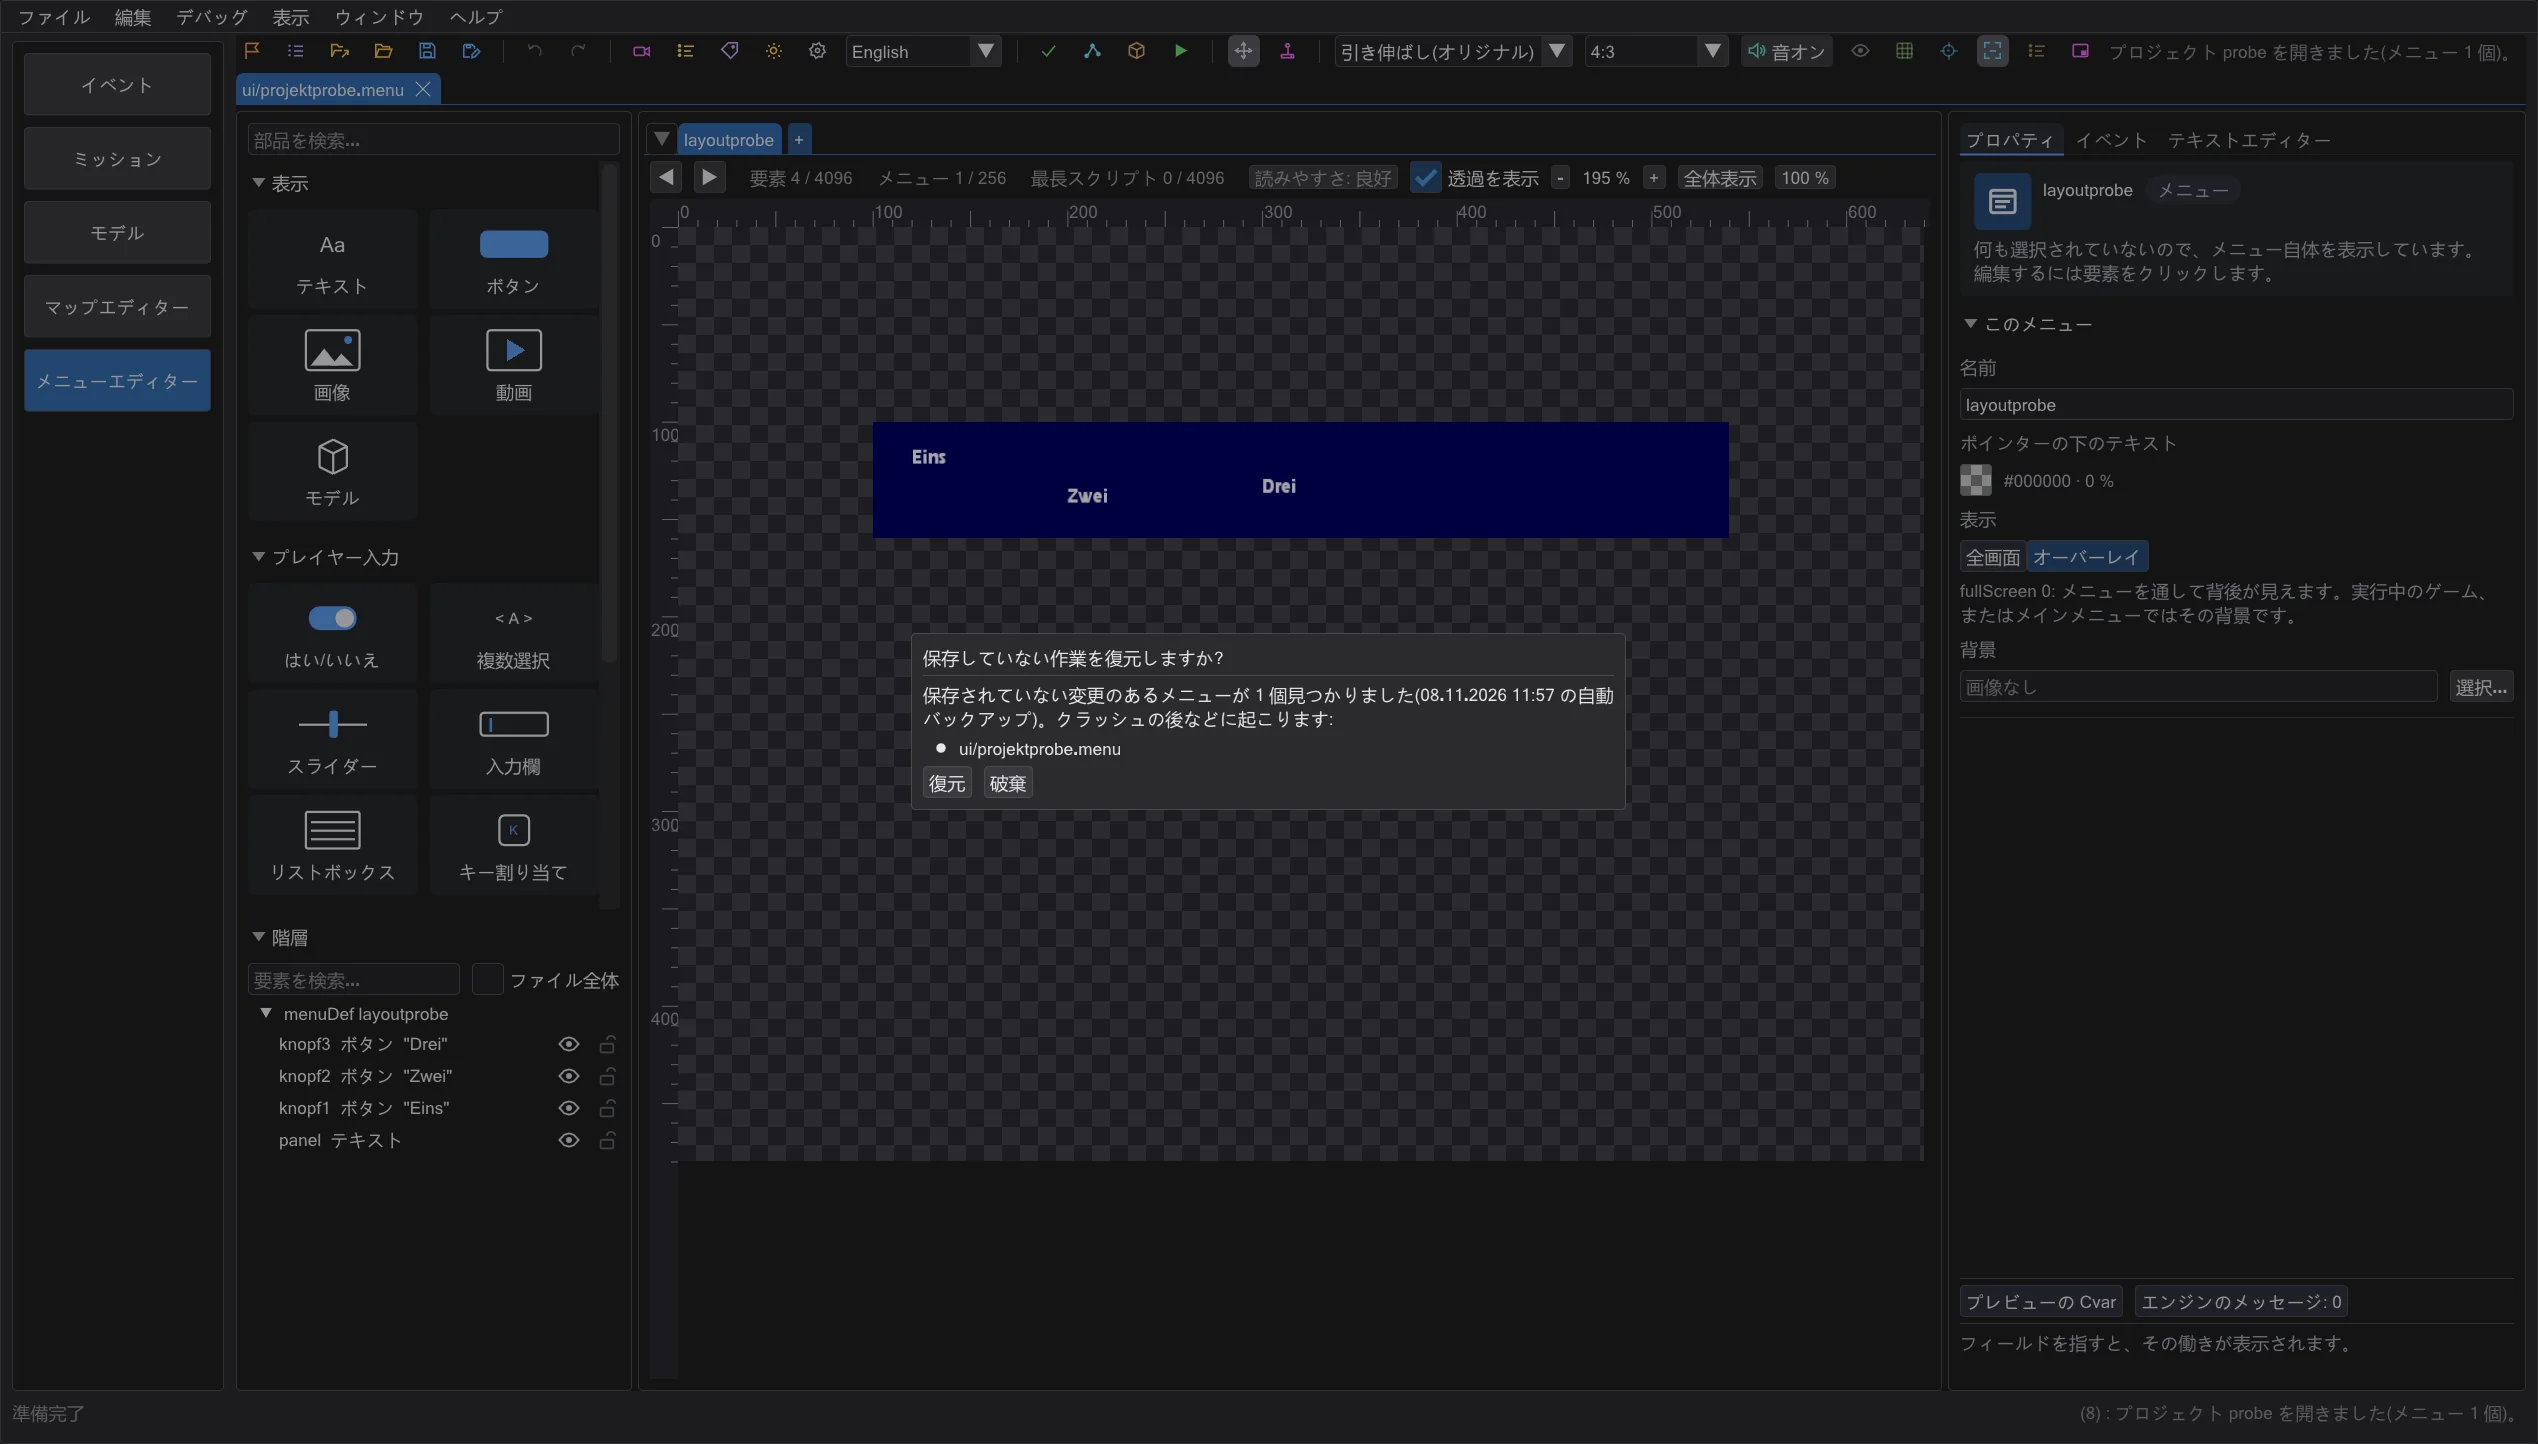 ファイル 編集 デバッグ 表示 ウィンドウ ヘルプ
English
引き伸ばし(オリジナル)
4:3
音オン
プロジェクト probe を開きました(メニュー 1 個)。
イベント
ミッション
モデル
マップエディター
メニューエディター
ui/projektprobe.menu
部品を検索...
表示
Aa
テキスト
ボタン
画像
動画
モデル
プレイヤー入力
はい/いいえ
< A >
複数選択
スライダー
入力欄
リストボックス
K
キー割り当て
階層
要素を検索...
ファイル全体
menuDef layoutprobe
knopf3 ボタン "Drei"
knopf2 ボタン "Zwei"
knopf1 ボタン "Eins"
panel テキスト
layoutprobe
+
要素 4 / 4096
メニュー 1 / 256
最長スクリプト 0 / 4096
読みやすさ: 良好
透過を表示
- 195 % +
全体表示
100 %
0 100 200 300 400 500 600
0
100
200
300
400
Eins
Zwei
Drei
保存していない作業を復元しますか?
保存されていない変更のあるメニューが 1 個見つかりました(08.11.2026 11:57 の自動
バックアップ)。クラッシュの後などに起こります:
ui/projektprobe.menu
復元
破棄
プロパティ イベント テキストエディター
layoutprobe メニュー
何も選択されていないので、メニュー自体を表示しています。
編集するには要素をクリックします。
このメニュー
名前
layoutprobe
ポインターの下のテキスト
#000000 · 0 %
表示
全画面 オーバーレイ
fullScreen 0: メニューを通して背後が見えます。実行中のゲーム、
またはメインメニューではその背景です。
背景
画像なし
選択...
プレビューの Cvar
エンジンのメッセージ: 0
フィールドを指すと、その働きが表示されます。
準備完了
(8) : プロジェクト probe を開きました(メニュー 1 個)。